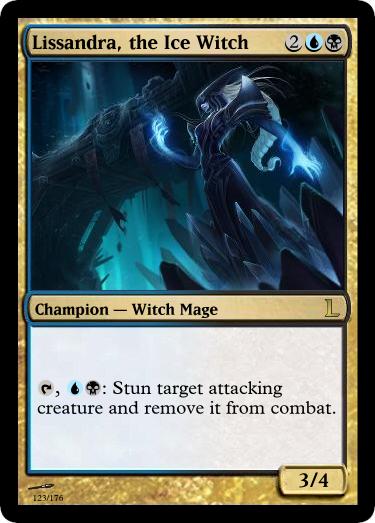 Lissandra, the Ice Witch 2
Champion — Witch Mage L
, : Stun target attacking
creature and remove it from combat.
3/4
123/176